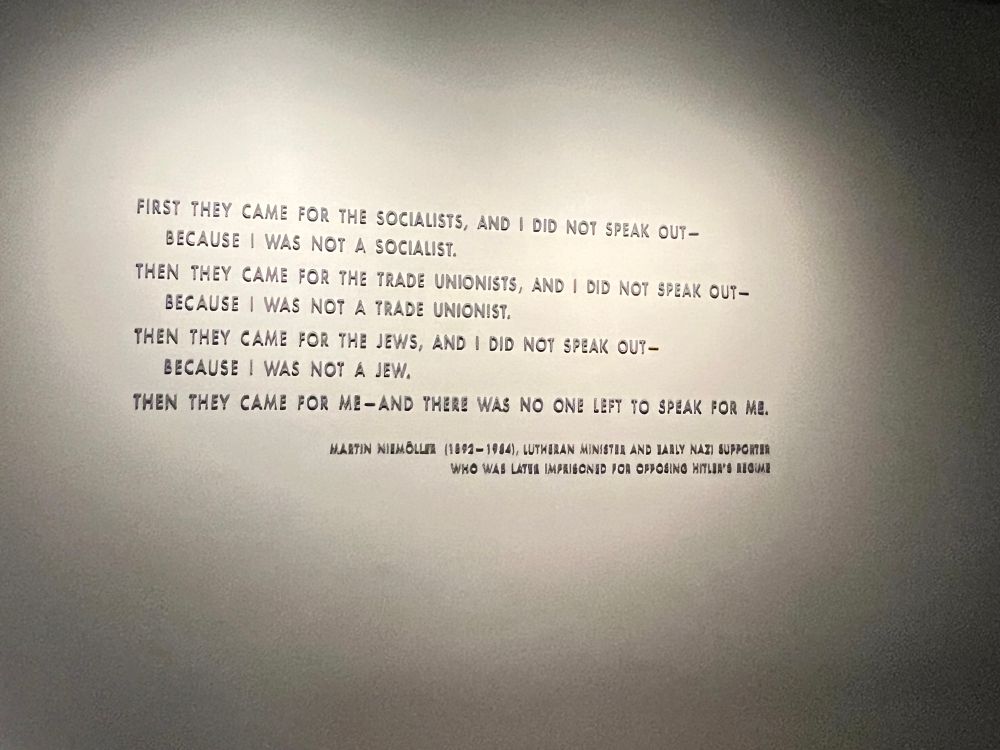 FIRST THEY CAME FOR THE SOCIALISTS, AND I DID NOT SPEAK OUT—
BECAUSE I WAS NOT A SOCIALIST.
THEN THEY CAME FOR THE TRADE UNIONISTS, AND I DID NOT SPEAK OUT—
BECAUSE I WAS NOT A TRADE UNIONIST.
THEN THEY CAME FOR THE JEWS, AND I DID NOT SPEAK OUT—
BECAUSE I WAS NOT A JEW.
THEN THEY CAME FOR ME—AND THERE WAS NO ONE LEFT TO SPEAK FOR ME.
MARTIN NIEMÖLLER (1892–1984), LUTHERAN MINISTER AND EARLY NAZI SUPPORTER
WHO WAS LATER IMPRISONED FOR OPPOSING HITLER'S REGIME